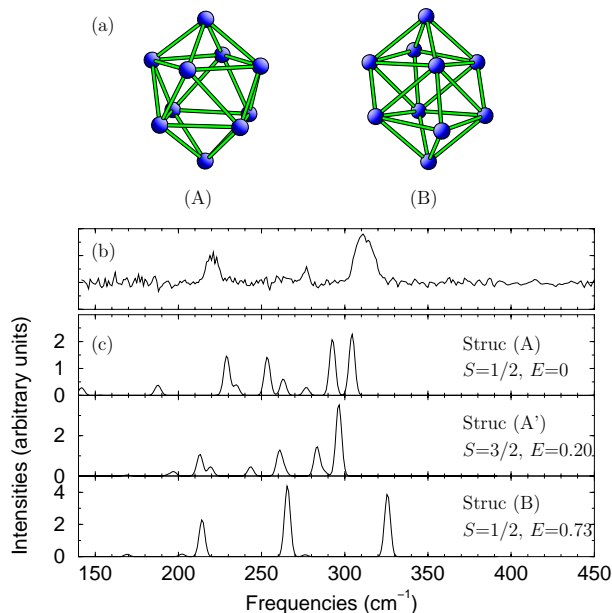 (a)
(A) (B)
(b)
(c)
Struc (A)
S=1/2, E=0
2
1
0
Struc (A')
S=3/2, E=0.20
2
0
Struc (B)
S=1/2, E=0.73
4
2
0
150 200 250 300 350 400 450
Frequencies (cm⁻¹)
Intensities (arbitrary units)